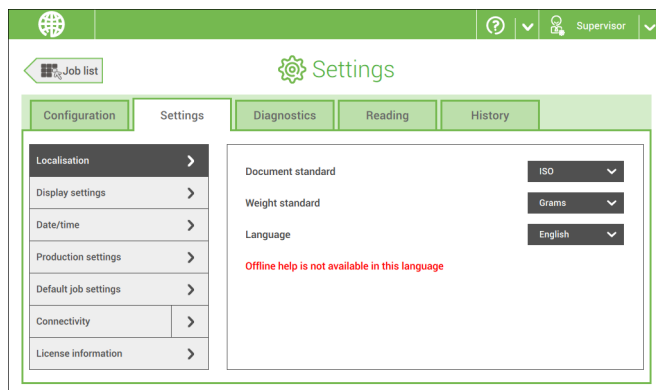 Supervisor
Job list
Settings
Configuration
Settings
Diagnostics
Reading
History
Localisation
Display settings
Date/time
Production settings
Default job settings
Connectivity
License information
Document standard
ISO
Weight standard
Grams
Language
English
Offline help is not available in this language